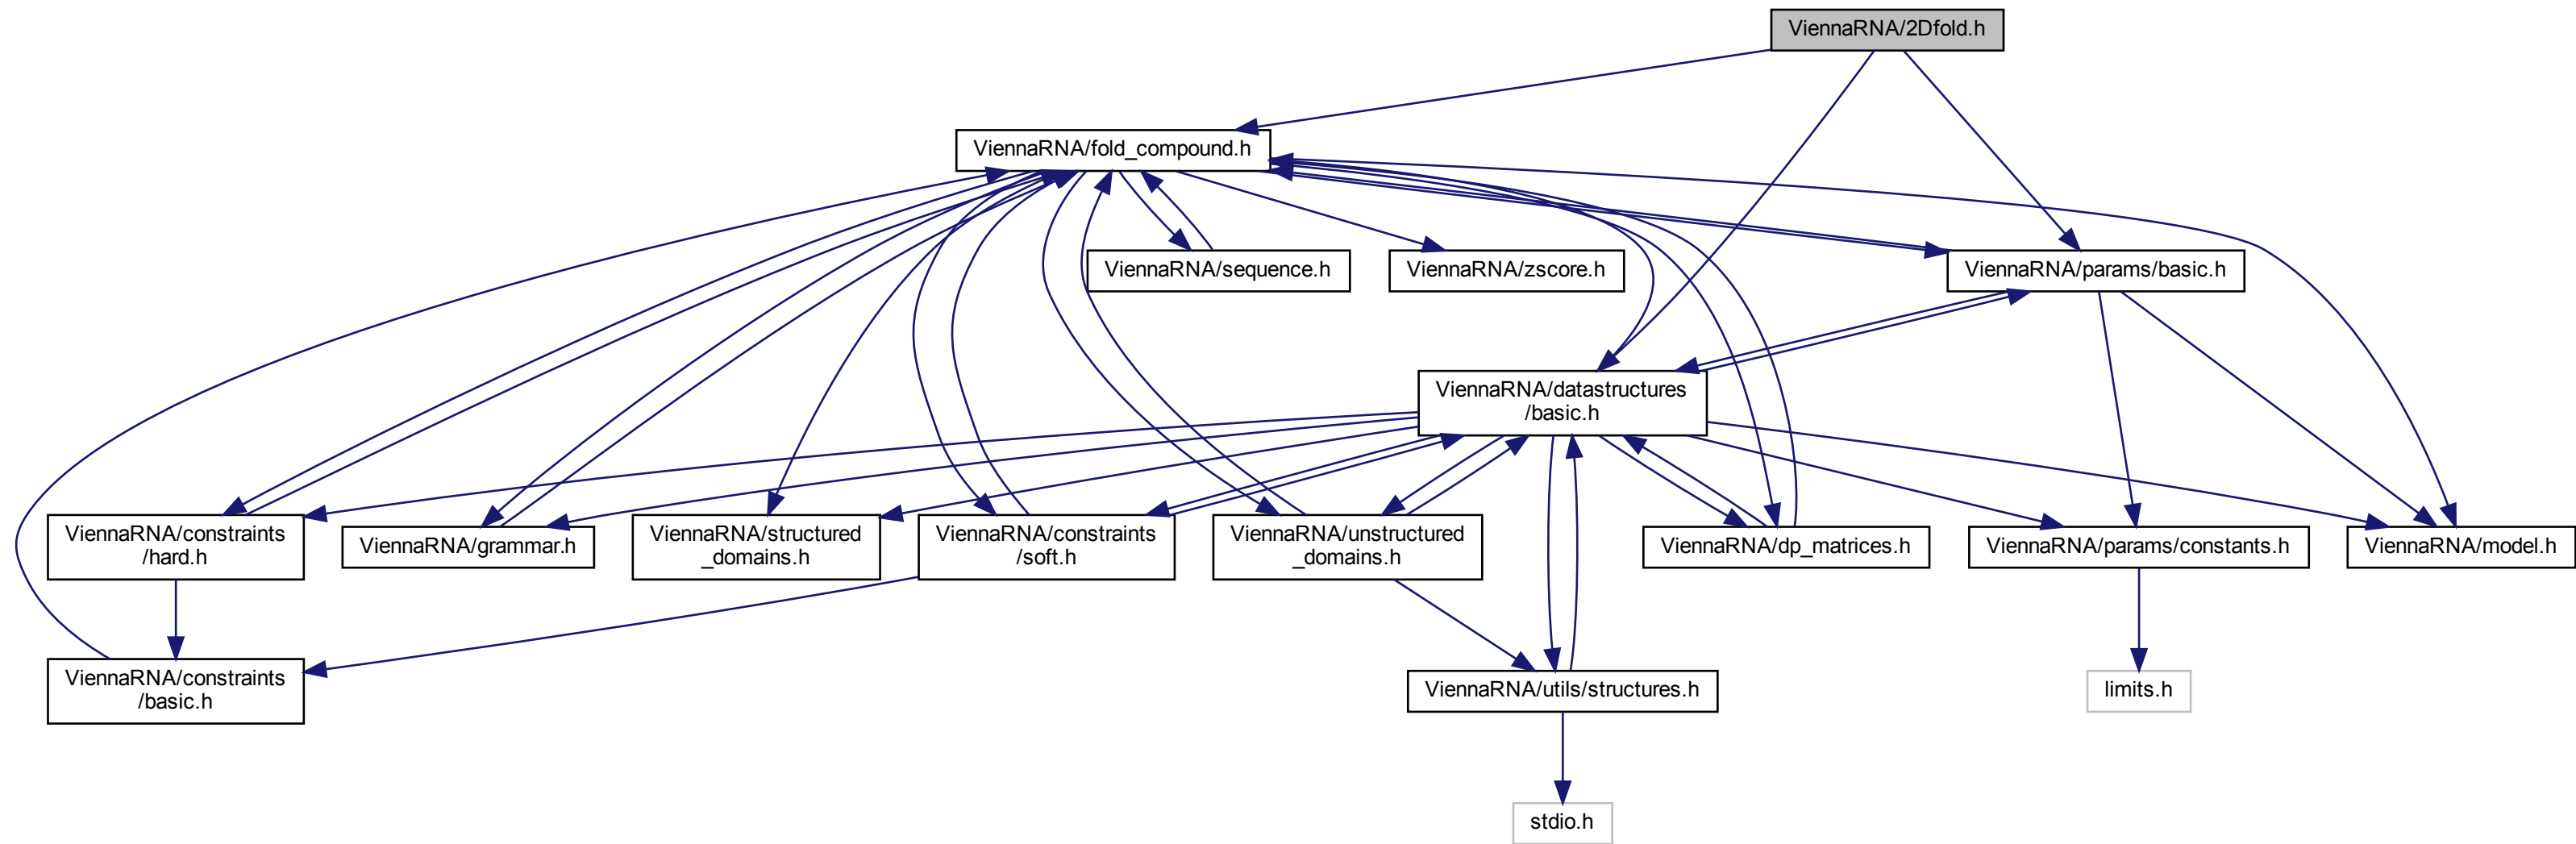 ViennaRNA/2Dfold.h
ViennaRNA/fold_compound.h
ViennaRNA/sequence.h
ViennaRNA/zscore.h
ViennaRNA/params/basic.h
ViennaRNA/datastructures
/basic.h
ViennaRNA/constraints
/hard.h
ViennaRNA/grammar.h
ViennaRNA/structured
_domains.h
ViennaRNA/constraints
/soft.h
ViennaRNA/unstructured
_domains.h
ViennaRNA/dp_matrices.h
ViennaRNA/params/constants.h
ViennaRNA/model.h
ViennaRNA/constraints
/basic.h
ViennaRNA/utils/structures.h
limits.h
stdio.h